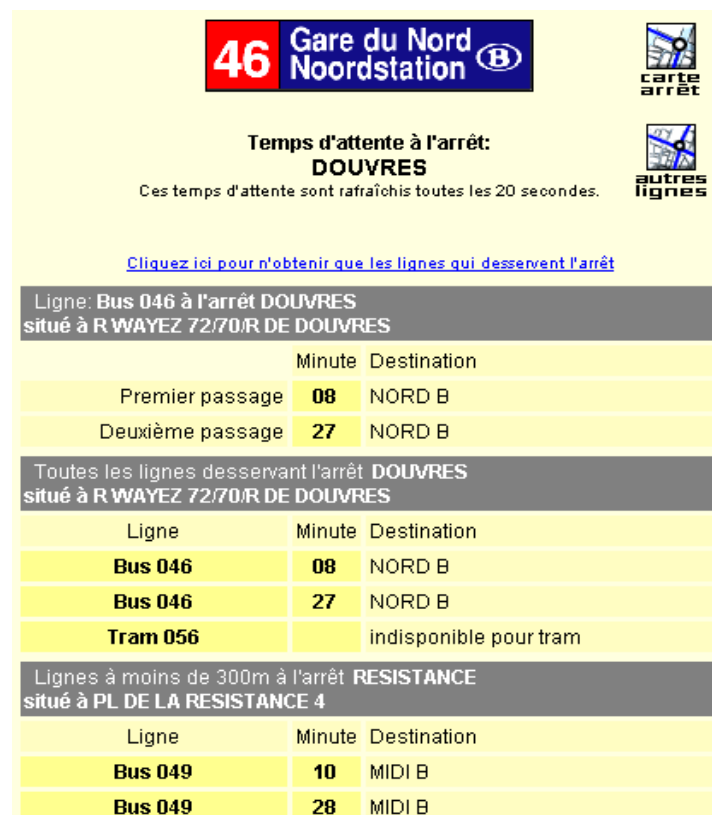 46 Gare du Nord
Noordstation B
carte
arrêt
Temps d'attente à l'arrêt:
DOUVRES
Ces temps d'attente sont rafraîchis toutes les 20 secondes.
autres
lignes
Cliquez ici pour n'obtenir que les lignes qui desservent l'arrêt
Ligne: Bus 046 à l'arrêt DOUVRES
situé à R WAYEZ 72/70/R DE DOUVRES
Minute Destination
Premier passage 08 NORD B
Deuxième passage 27 NORD B
Toutes les lignes desservant l'arrêt DOUVRES
situé à R WAYEZ 72/70/R DE DOUVRES
Ligne Minute Destination
Bus 046 08 NORD B
Bus 046 27 NORD B
Tram 056 indisponible pour tram
Lignes à moins de 300m à l'arrêt RESISTANCE
situé à PL DE LA RESISTANCE 4
Ligne Minute Destination
Bus 049 10 MIDI B
Bus 049 28 MIDI B